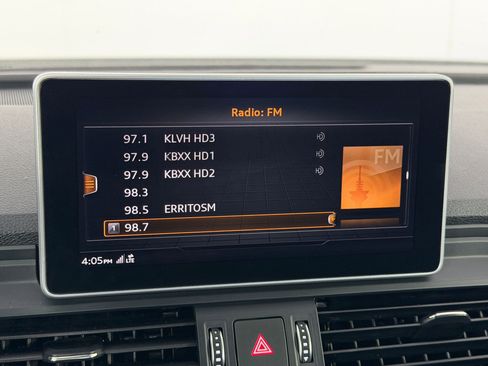 Radio: FM
97.1 KLVH HD3
97.9 KBXX HD1
97.9 KBXX HD2
98.3
98.5 ERRITOSM
1 98.7
FM
4:05PM LTE